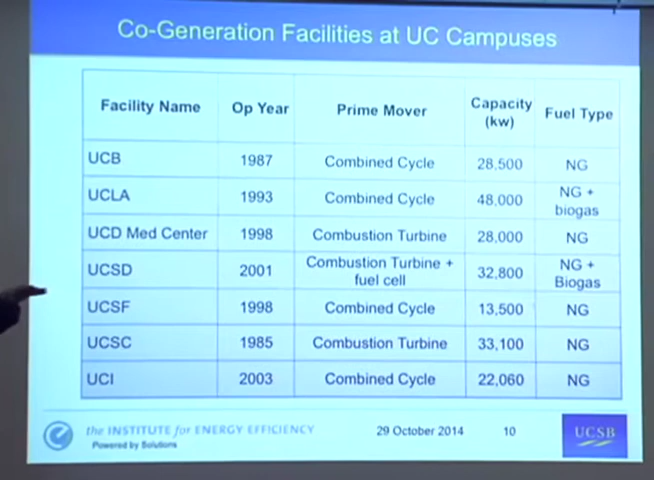 Co-Generation Facilities at UC Campuses
Facility Name Op Year Prime Mover Capacity (kw) Fuel Type
UCB 1987 Combined Cycle 28,500 NG
UCLA 1993 Combined Cycle 48,000 NG + biogas
UCD Med Center 1998 Combustion Turbine 28,000 NG
UCSD 2001 Combustion Turbine + fuel cell 32,800 NG + Biogas
UCSF 1998 Combined Cycle 13,500 NG
UCSC 1985 Combustion Turbine 33,100 NG
UCI 2003 Combined Cycle 22,060 NG
the INSTITUTE for ENERGY EFFICIENCY 29 October 2014 10 UCSB
Powered by Solutions